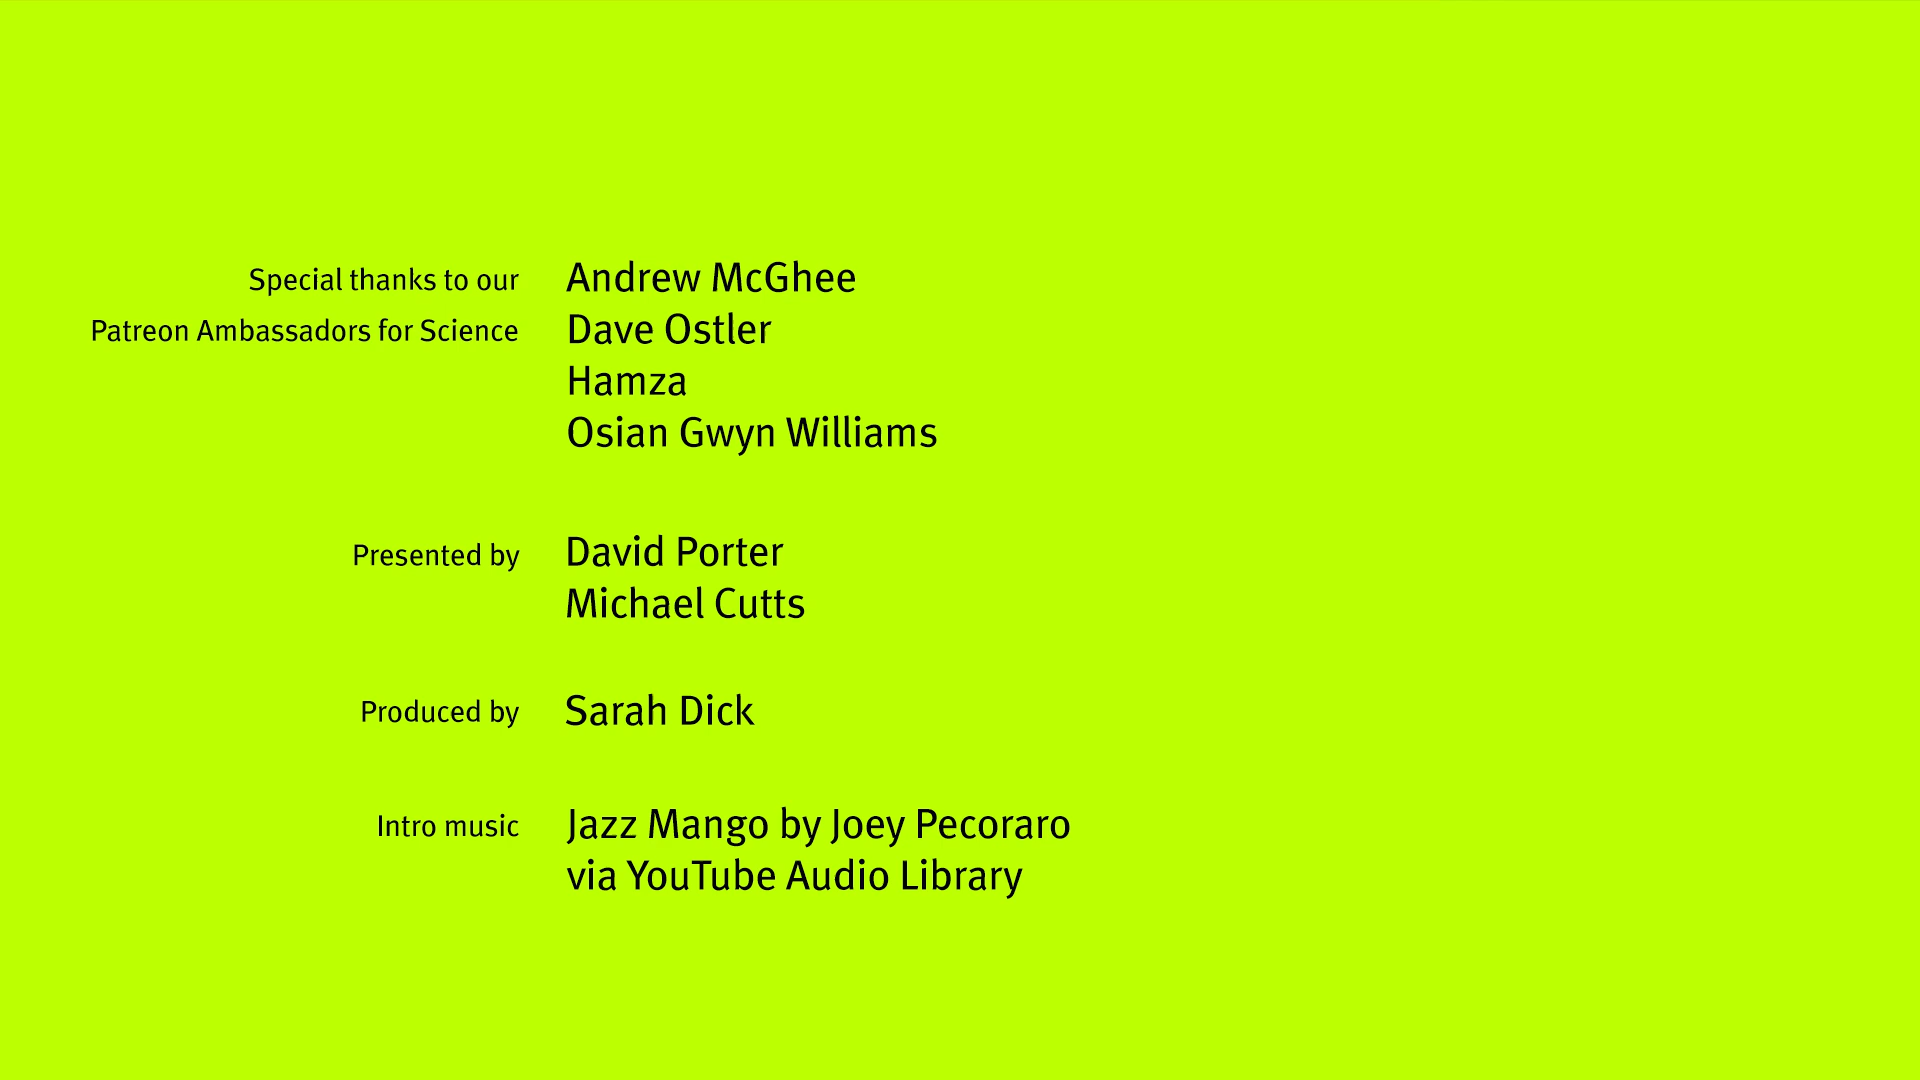 Special thanks to our Andrew McGhee
Patreon Ambassadors for Science Dave Ostler
Hamza
Osian Gwyn Williams
Presented by David Porter
Michael Cutts
Produced by Sarah Dick
Intro music Jazz Mango by Joey Pecoraro
via YouTube Audio Library